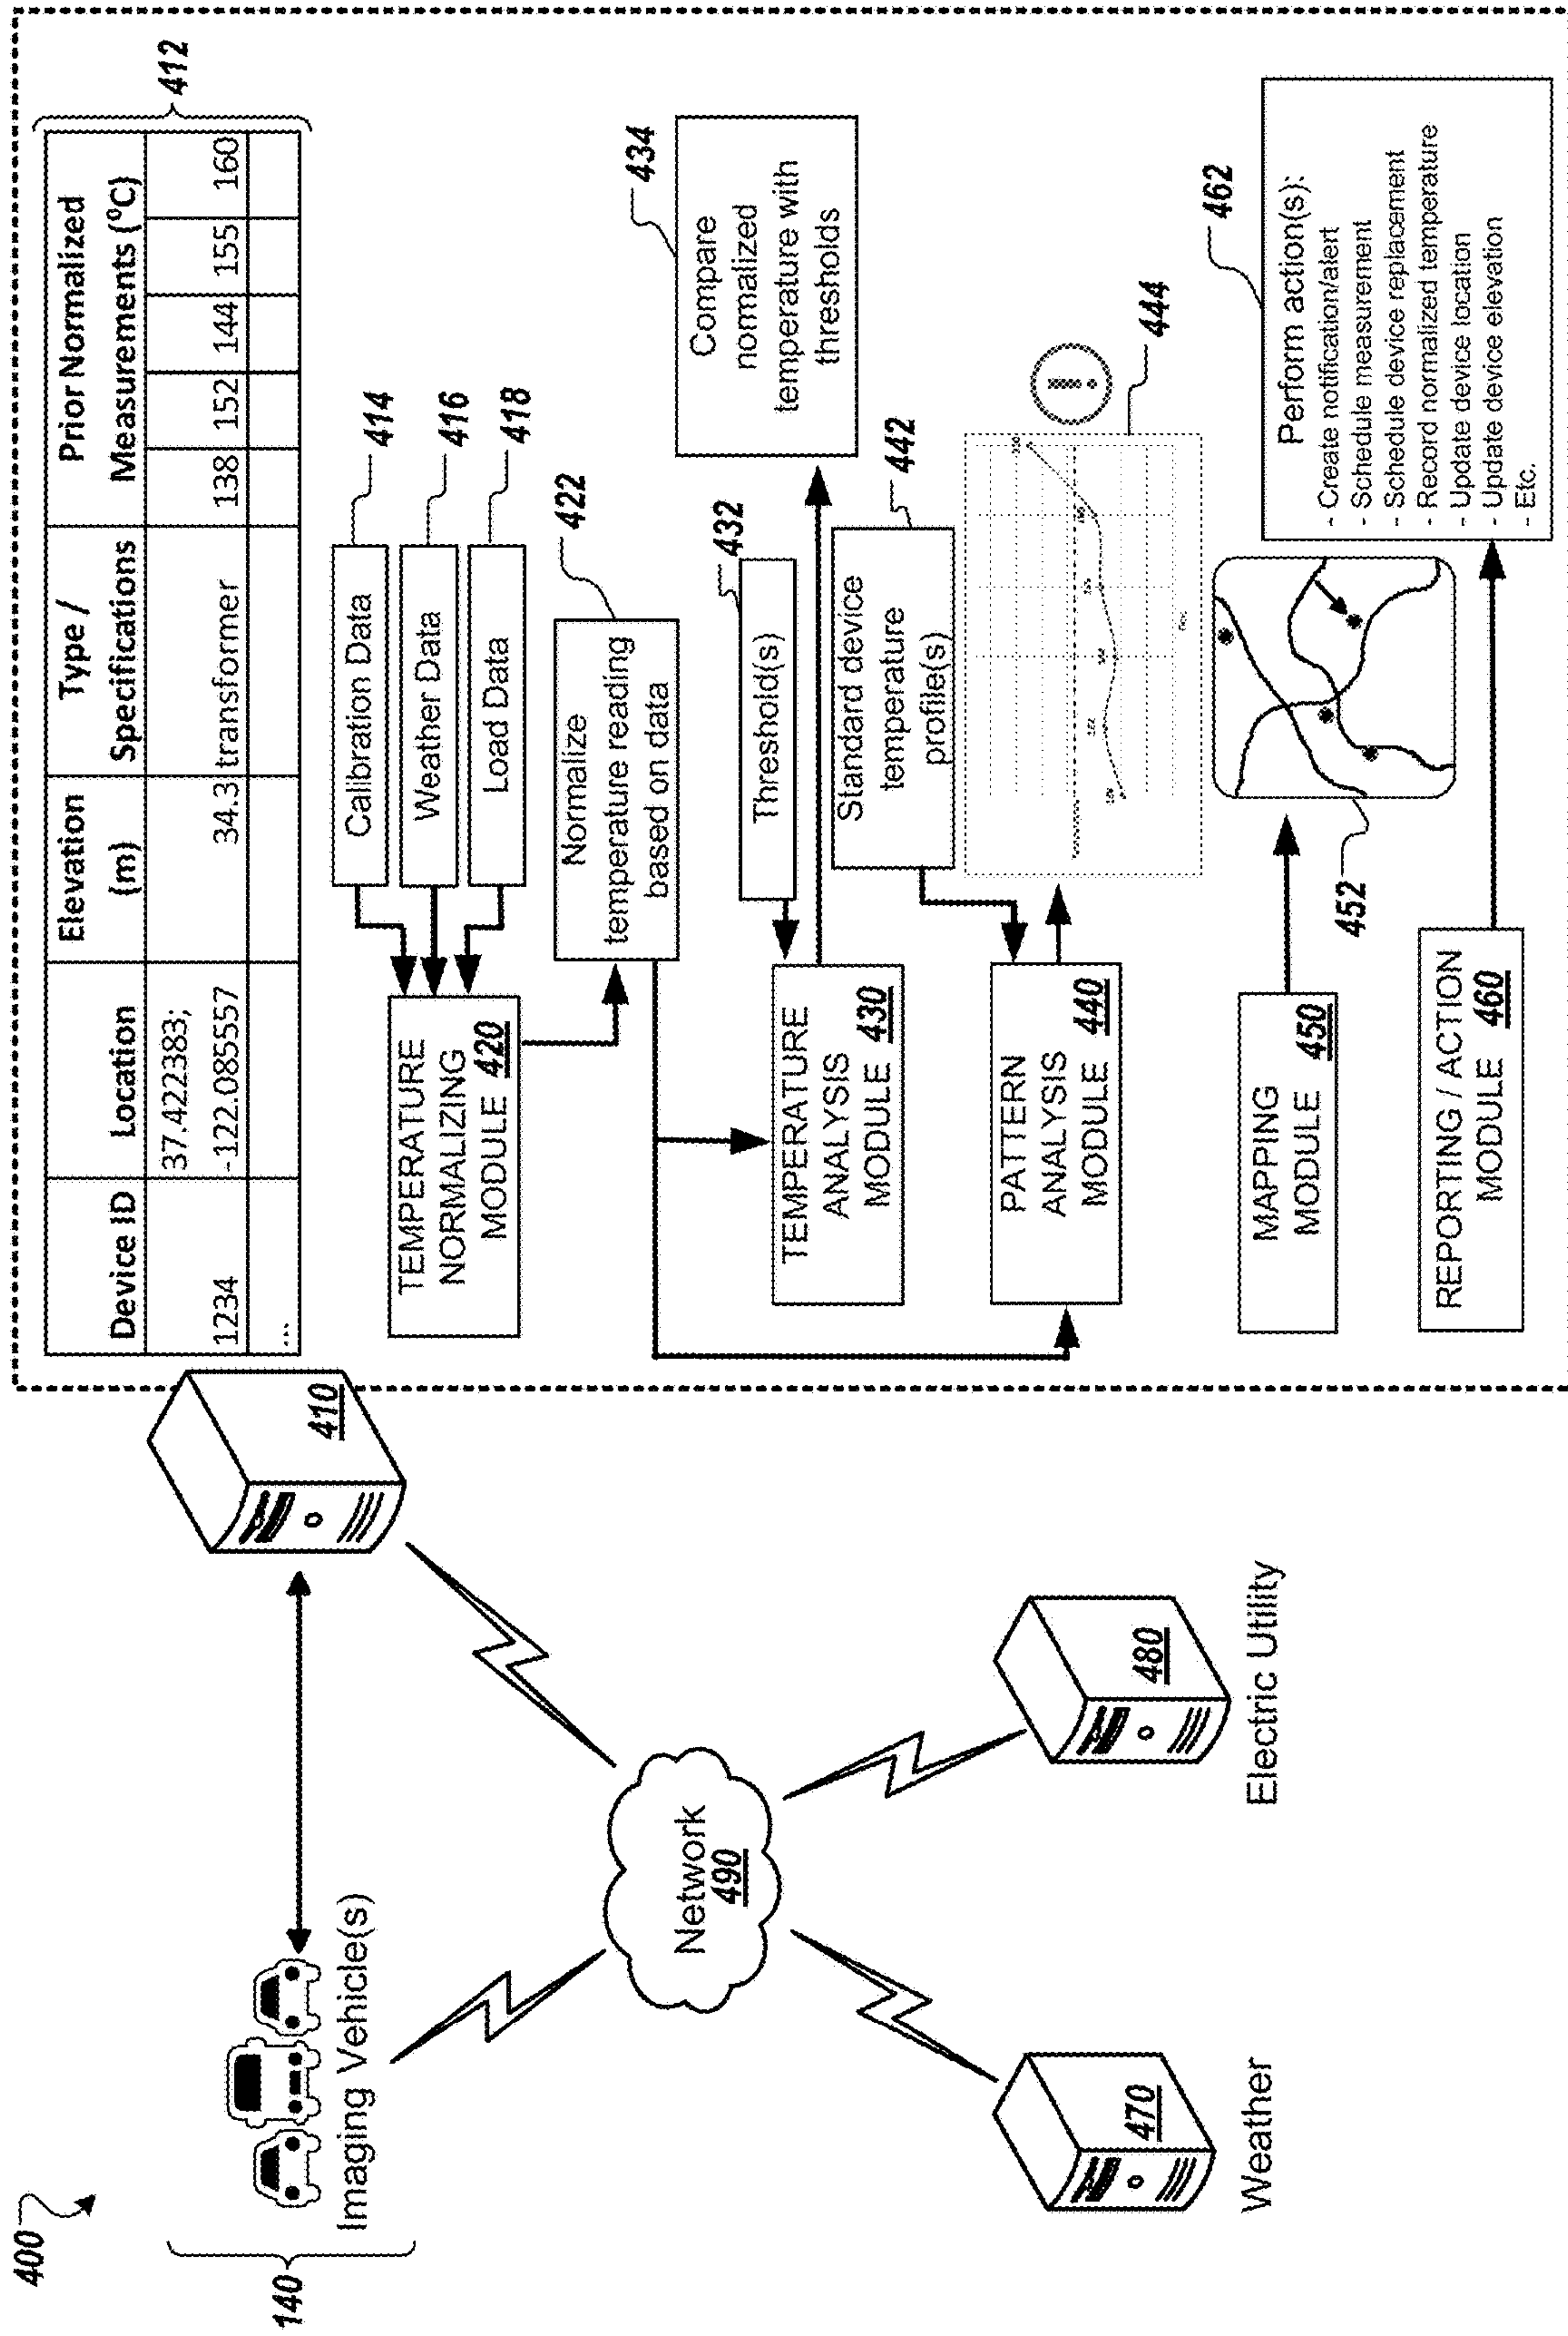 400
140
Imaging Vehicle(s)
410
Network
490
Weather
470
Electric Utility
480
412
Device ID
Location
Elevation
(m)
Type /
Specifications
Prior Normalized
Measurements (⁰C)
1234
37.422383;
-122.085557
34.3
transformer
138
152
144
155
160
...
Calibration Data
414
Weather Data
416
Load Data
418
TEMPERATURE
NORMALIZING
MODULE 420
Normalize
temperature reading
based on data
422
Threshold(s)
432
TEMPERATURE
ANALYSIS
MODULE 430
Compare
normalized
temperature with
thresholds
434
Standard device
temperature
profile(s)
442
PATTERN
ANALYSIS
MODULE 440
!
444
MAPPING
MODULE 450
452
REPORTING / ACTION
MODULE 460
462
Perform action(s):
- Create notification/alert
- Schedule measurement
- Schedule device replacement
- Record normalized temperature
- Update device location
- Update device elevation
- Etc.